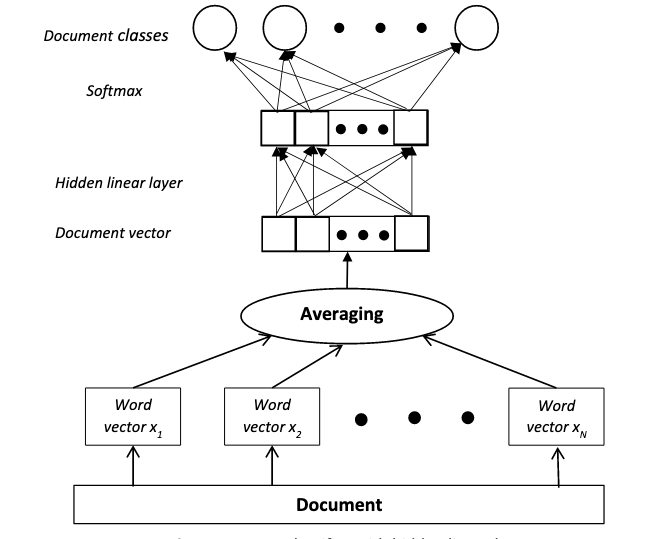 Document classes
Softmax
Hidden linear layer
Document vector
Averaging
Word
vector x1
Word
vector x2
Word
vector xN
Document